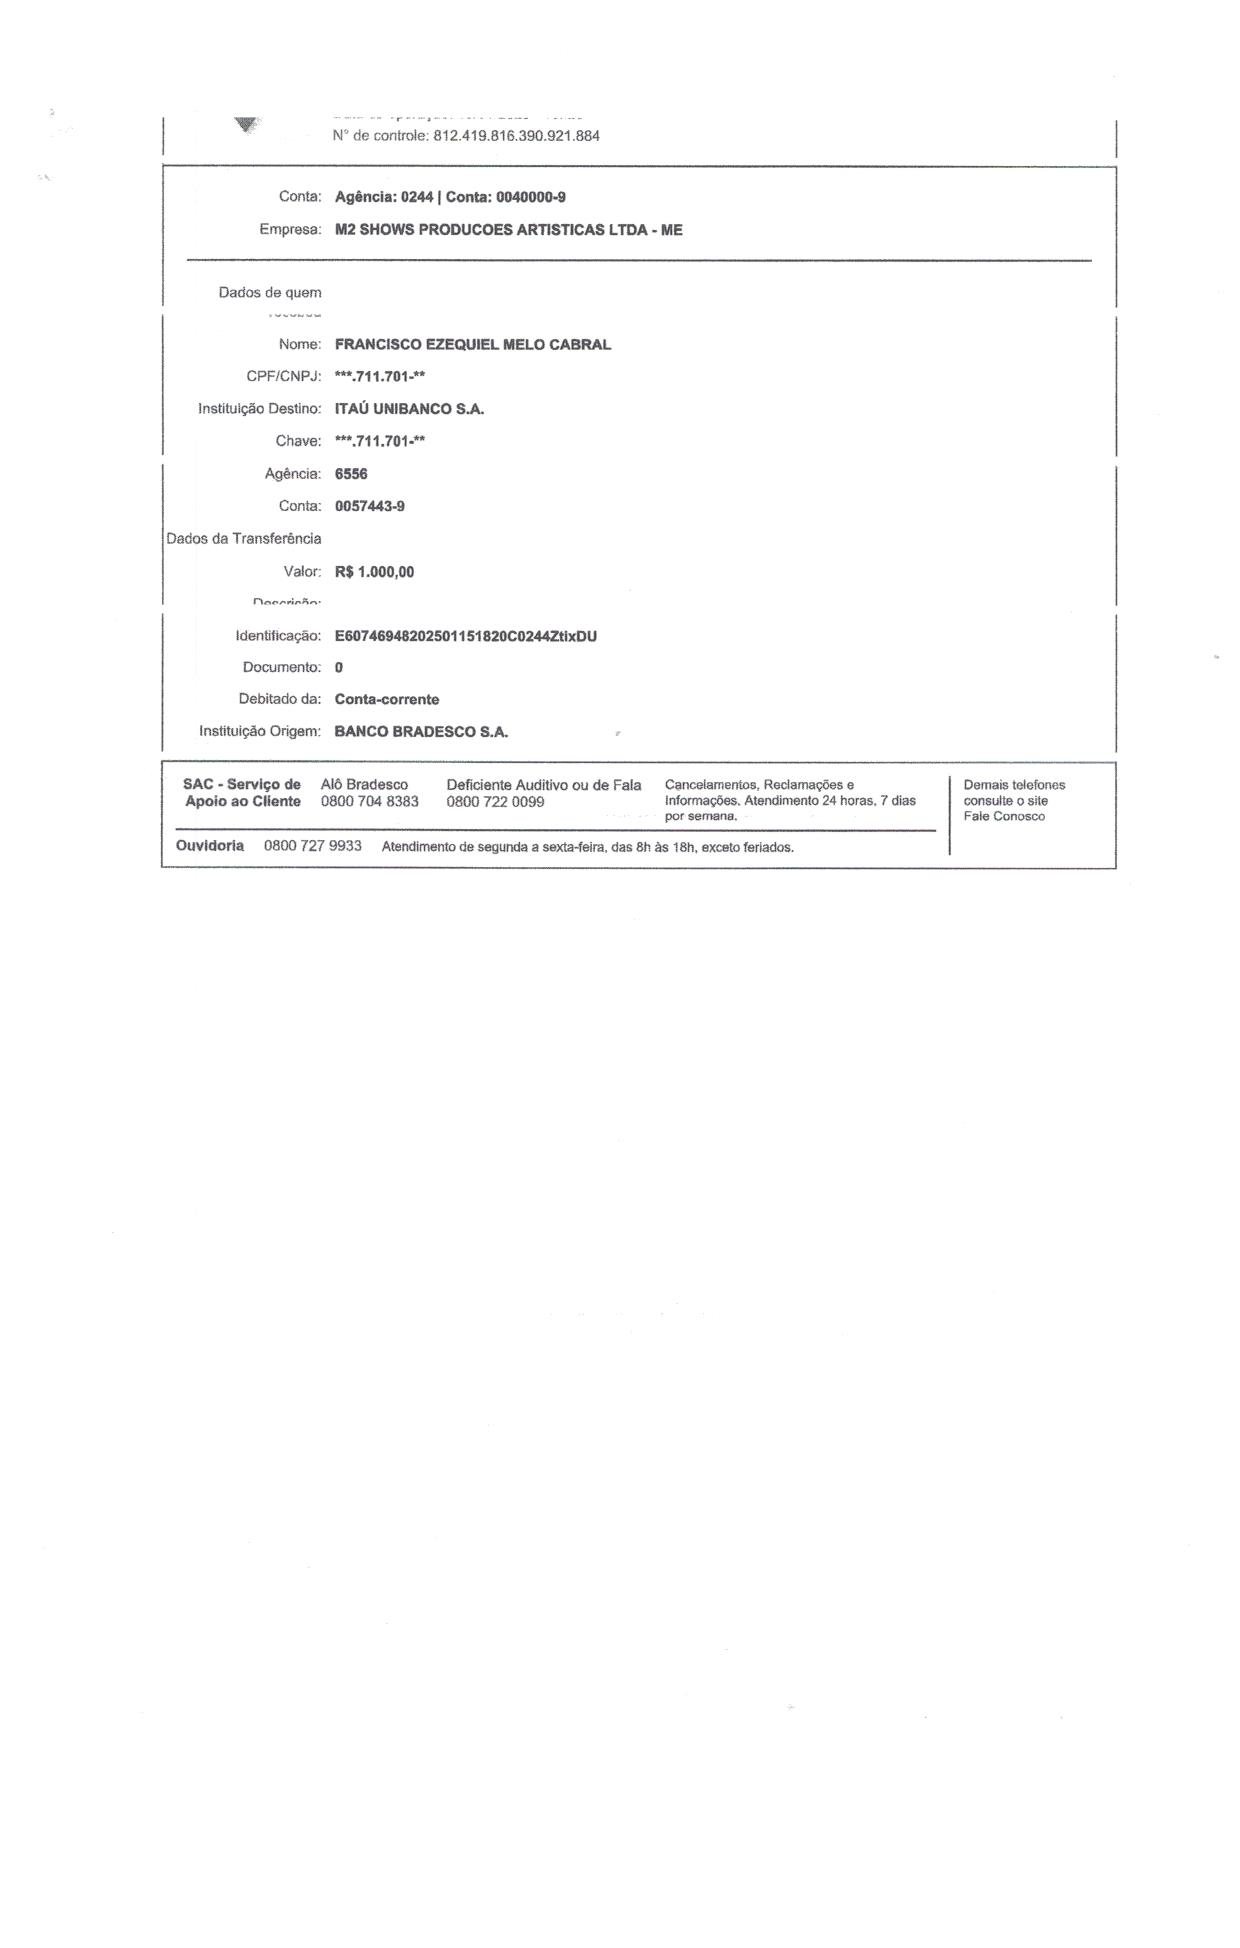 N° de controle: 812.419.816.390.921.884
Conta: Agência: 0244 | Conta: 0040000-9
Empresa: M2 SHOWS PRODUCOES ARTISTICAS LTDA - ME
Dados de quem
Nome: FRANCISCO EZEQUIEL MELO CABRAL
CPF/CNPJ: ***.711.701-**
Instituição Destino: ITAÚ UNIBANCO S.A.
Chave: ***.711.701-**
Agência: 6556
Conta: 0057443-9
Dados da Transferência
Valor: R$ 1.000,00
Descrição:
Identificação: E60746948202501151820C0244ZtixDU
Documento: 0
Debitado da: Conta-corrente
Instituição Origem: BANCO BRADESCO S.A.
SAC - Serviço de Apoio ao Cliente
Alô Bradesco
0800 704 8383
Deficiente Auditivo ou de Fala
0800 722 0099
Cancelamentos, Reclamações e
Informações. Atendimento 24 horas, 7 dias
por semana.
Demais telefones
consulte o site
Fale Conosco
Ouvidoria 0800 727 9933 Atendimento de segunda a sexta-feira, das 8h às 18h, exceto feriados.